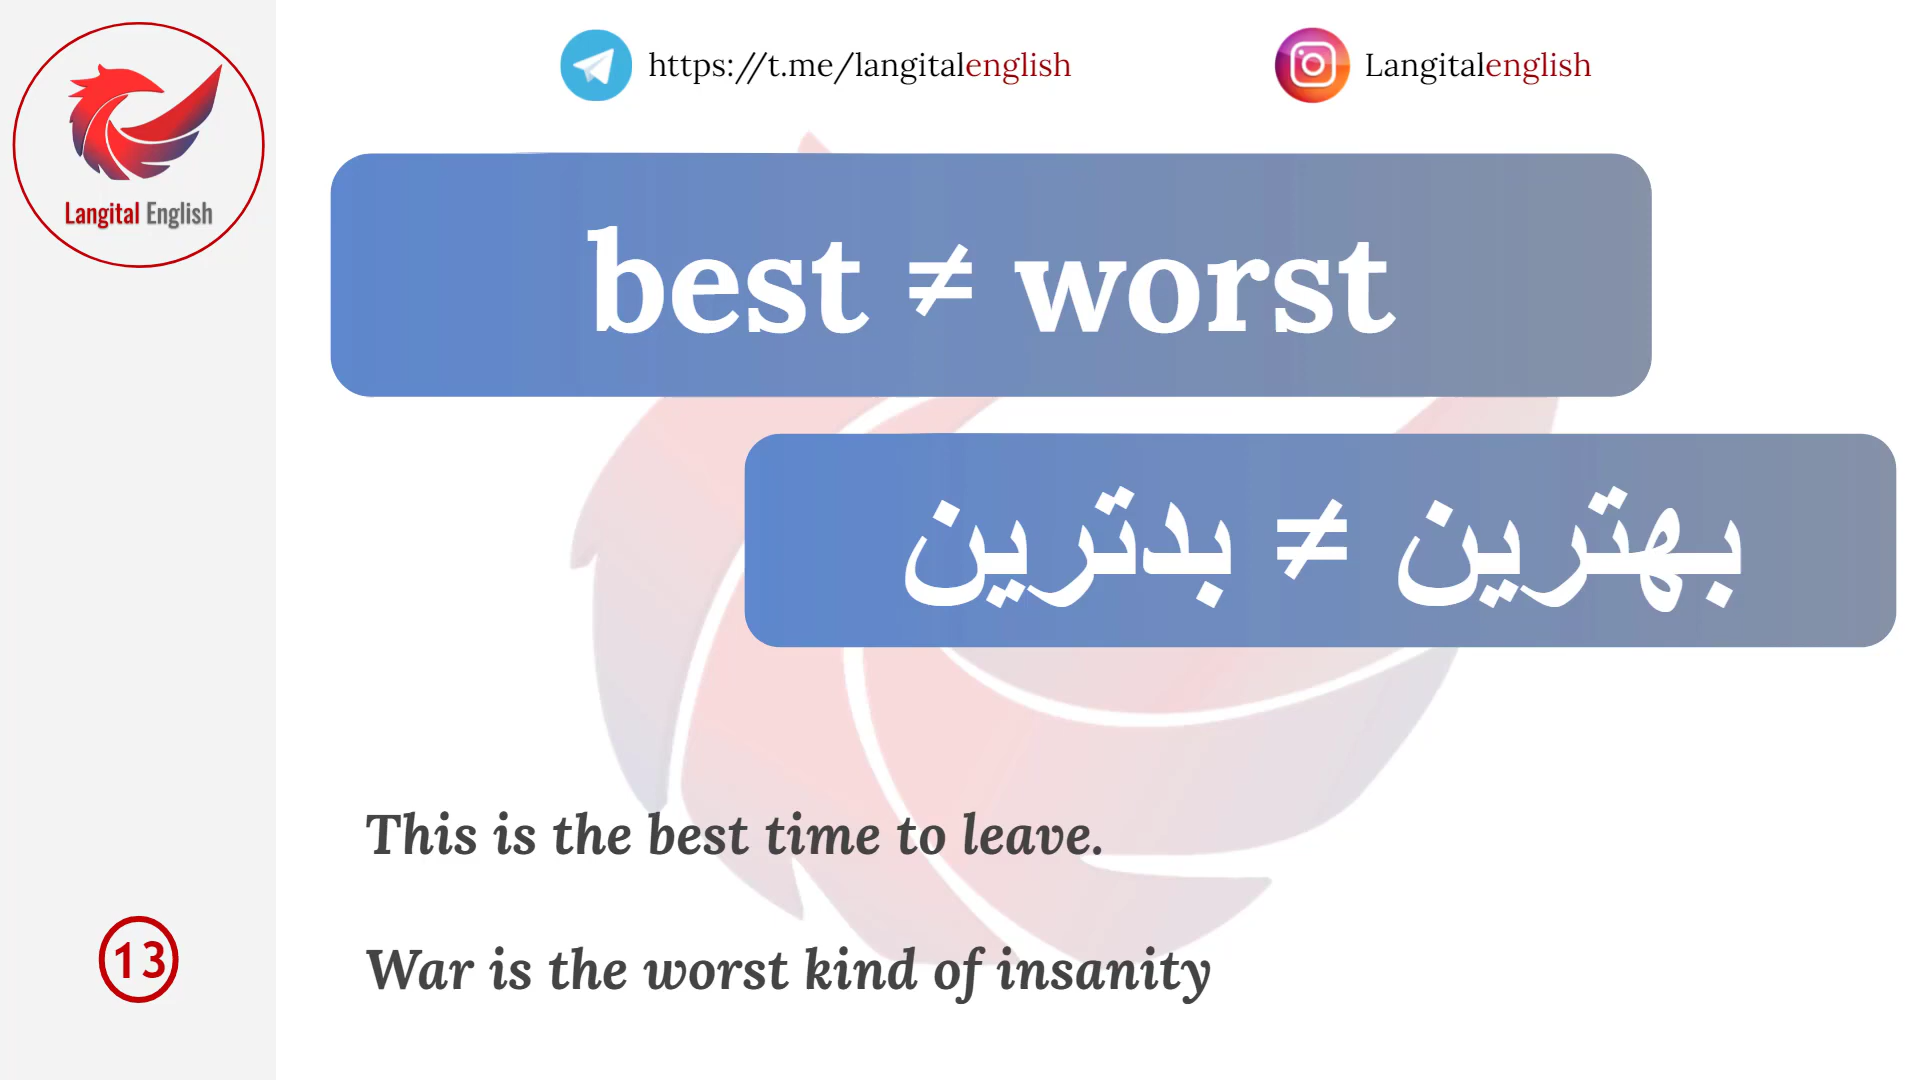 Langital English
https://t.me/langitalenglish
Langitalenglish
best ≠ worst
بهترین ≠ بدترین
This is the best time to leave.
War is the worst kind of insanity
13